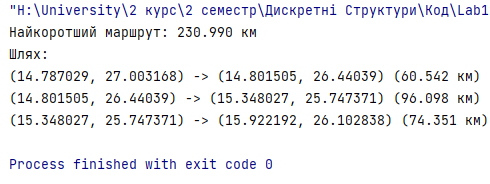 "H:\University\2 курс\2 семестр\Дискретні Структури\Код\Lab1
Найкоротший маршрут: 230.990 км
Шлях:
(14.787029, 27.003168) -> (14.801505, 26.44039) (60.542 км)
(14.801505, 26.44039) -> (15.348027, 25.747371) (96.098 км)
(15.348027, 25.747371) -> (15.922192, 26.102838) (74.351 км)
Process finished with exit code 0